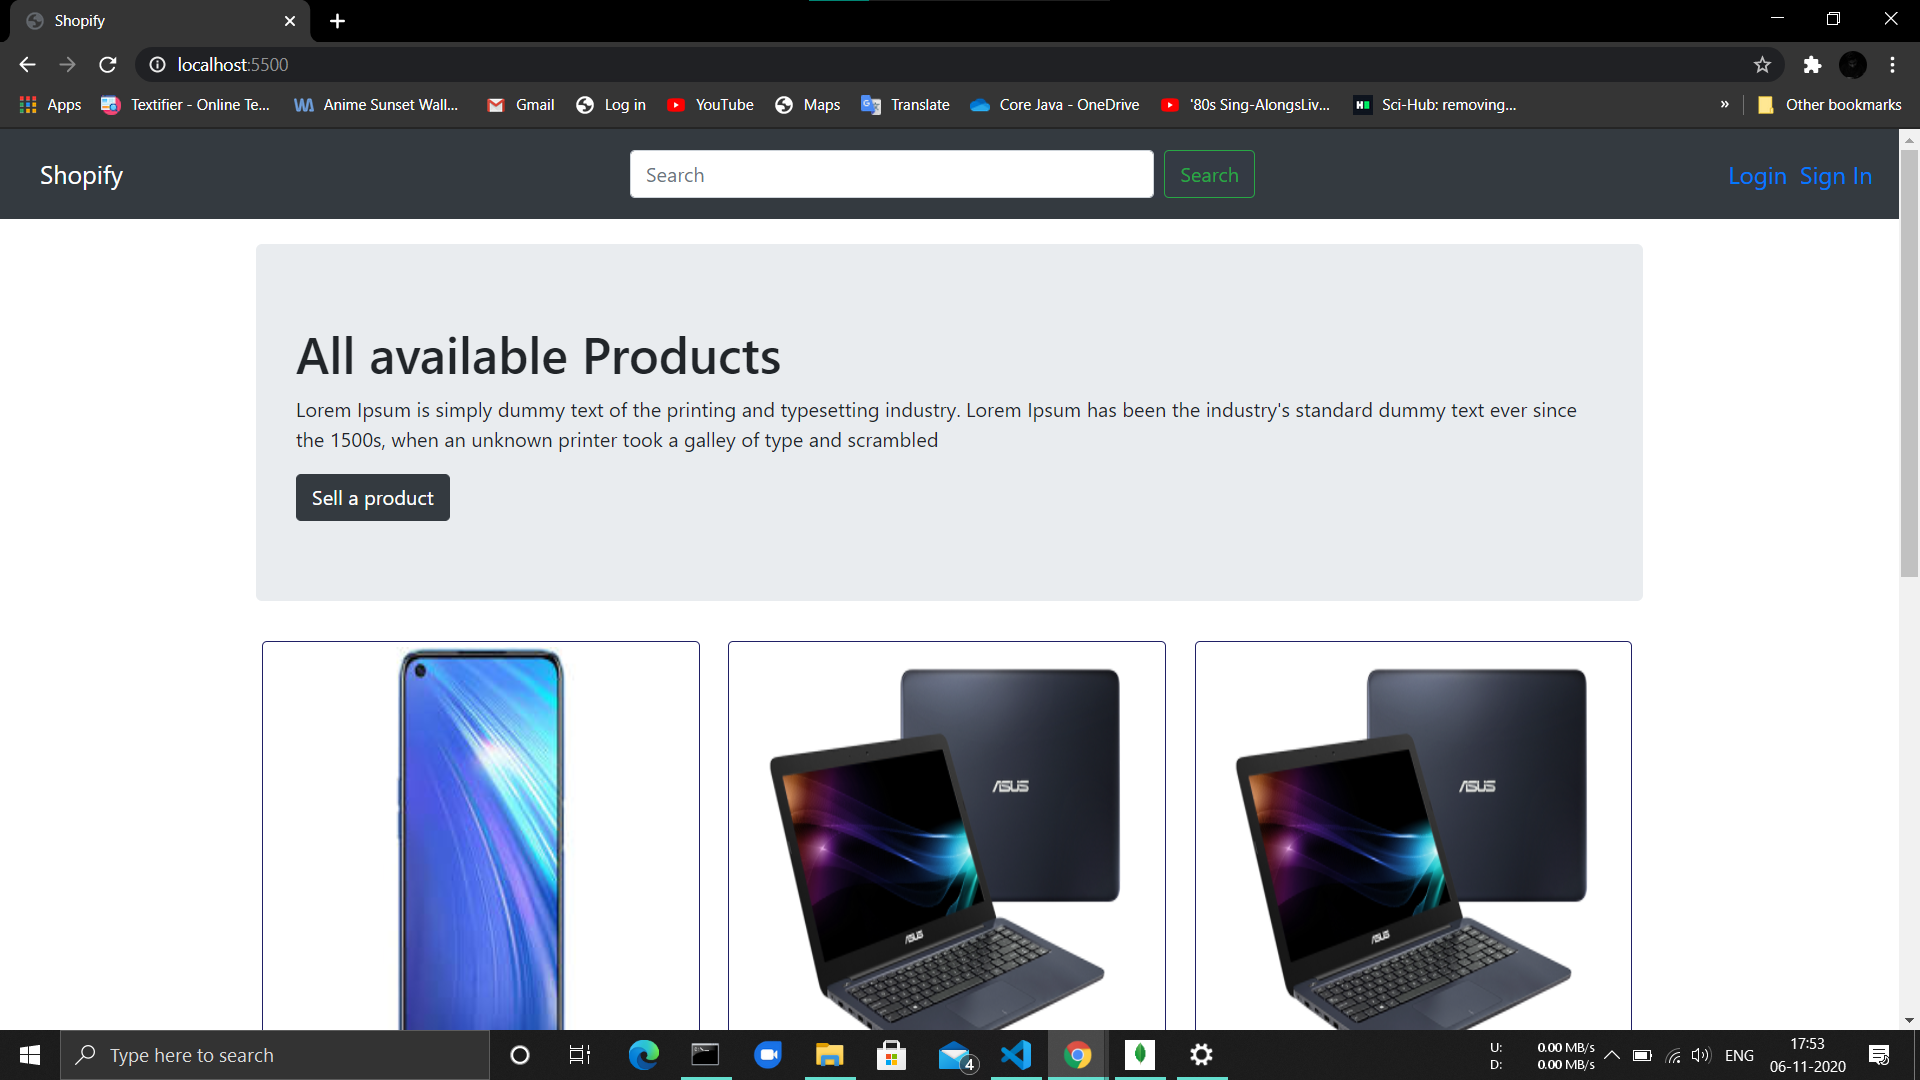 Shopify
localhost:5500
Apps Textifier - Online Te... Anime Sunset Wall... Gmail Log in YouTube Maps Translate Core Java - OneDrive '80s Sing-AlongsLiv... Sci-Hub: removing... » Other bookmarks
Shopify Search Search Login Sign In
All available Products
Lorem Ipsum is simply dummy text of the printing and typesetting industry. Lorem Ipsum has been the industry's standard dummy text ever since
the 1500s, when an unknown printer took a galley of type and scrambled
Sell a product
ASUS ASUS
ASUS ASUS
Type here to search 4 U: 0.00 MB/s ENG 17:53
D: 0.00 MB/s 06-11-2020